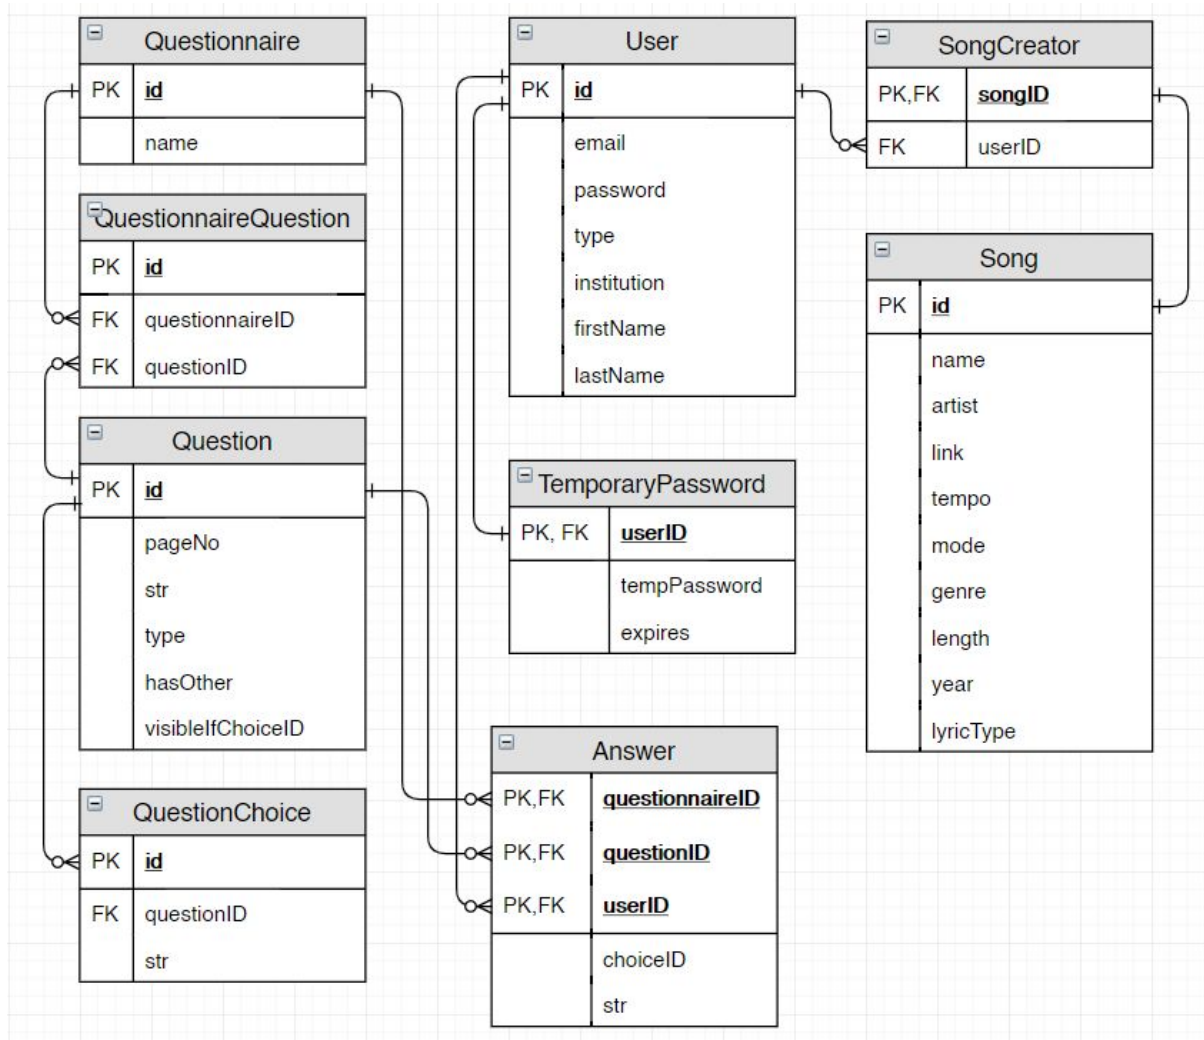 Questionnaire
PK id
name
QuestionnaireQuestion
PK id
FK questionnaireID
FK questionID
Question
PK id
pageNo
str
type
hasOther
visibleIfChoiceID
QuestionChoice
PK id
FK questionID
str
User
PK id
email
password
type
institution
firstName
lastName
TemporaryPassword
PK, FK userID
tempPassword
expires
Answer
PK,FK questionnaireID
PK,FK questionID
PK,FK userID
choiceID
str
SongCreator
PK,FK songID
FK userID
Song
PK id
name
artist
link
tempo
mode
genre
length
year
lyricType